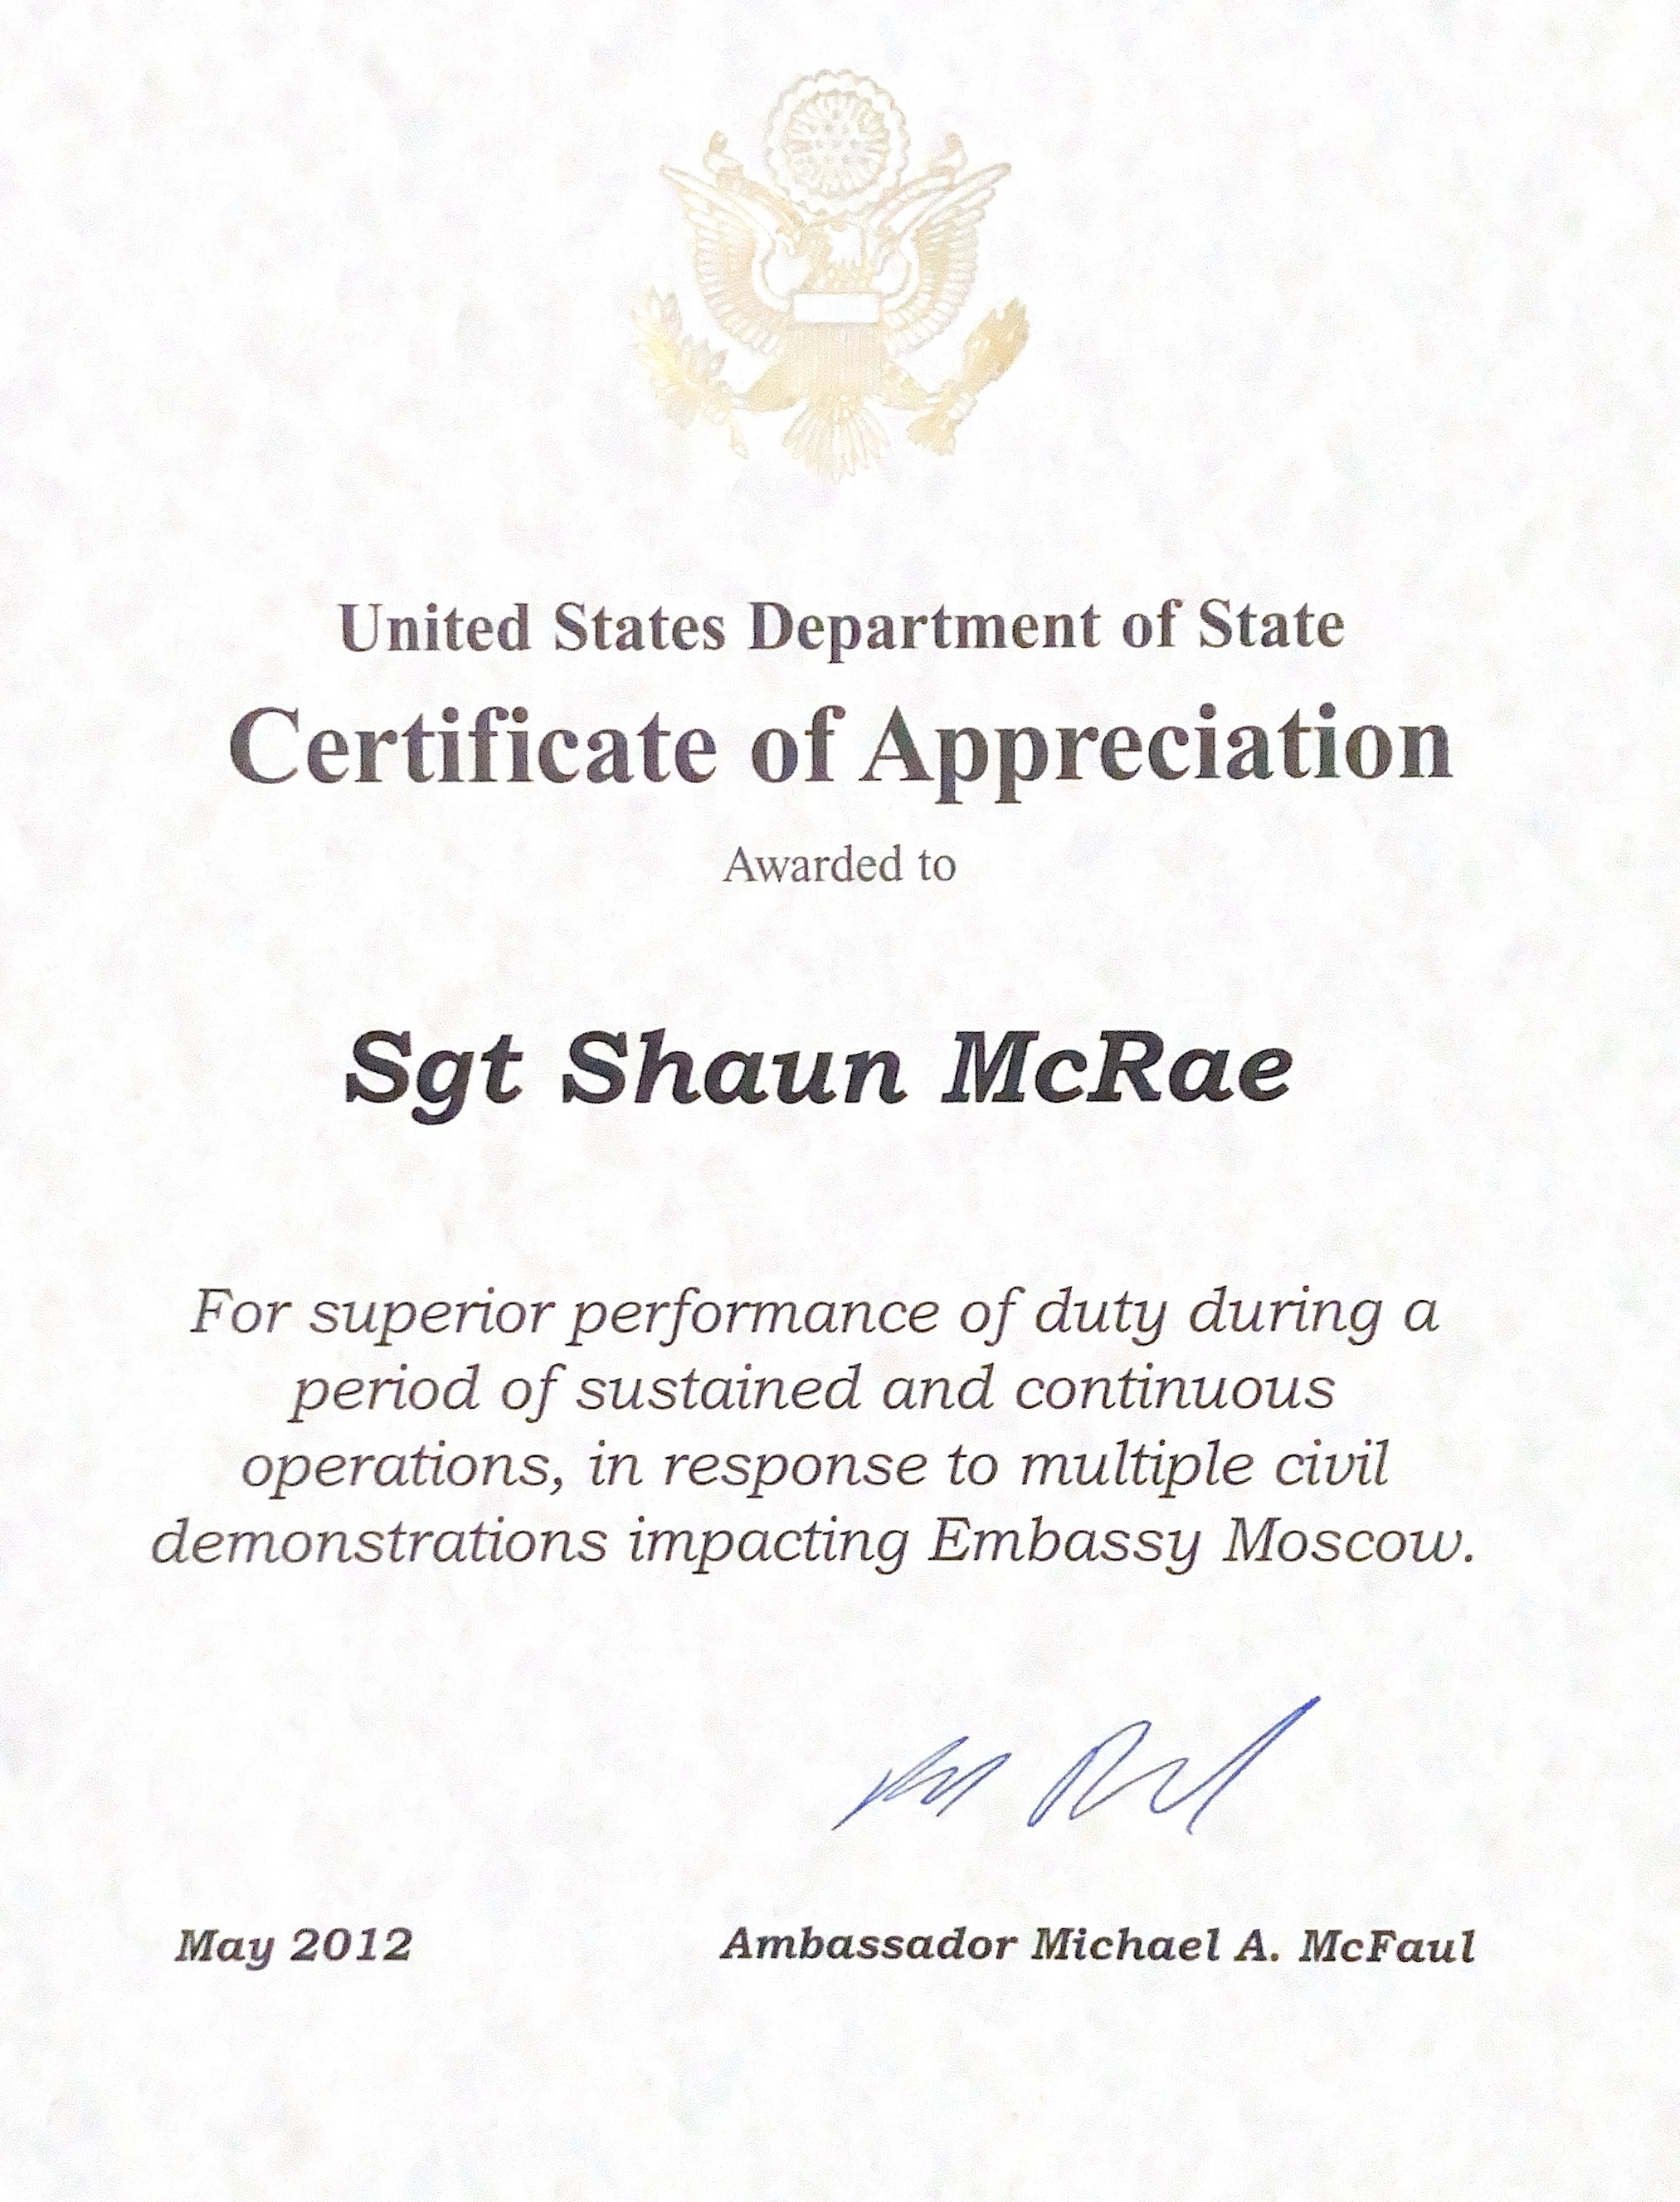 United States Department of State
Certificate of Appreciation
Awarded to
Sgt Shaun McRae
For superior performance of duty during a
period of sustained and continuous
operations, in response to multiple civil
demonstrations impacting Embassy Moscow.
May 2012 Ambassador Michael A. McFaul